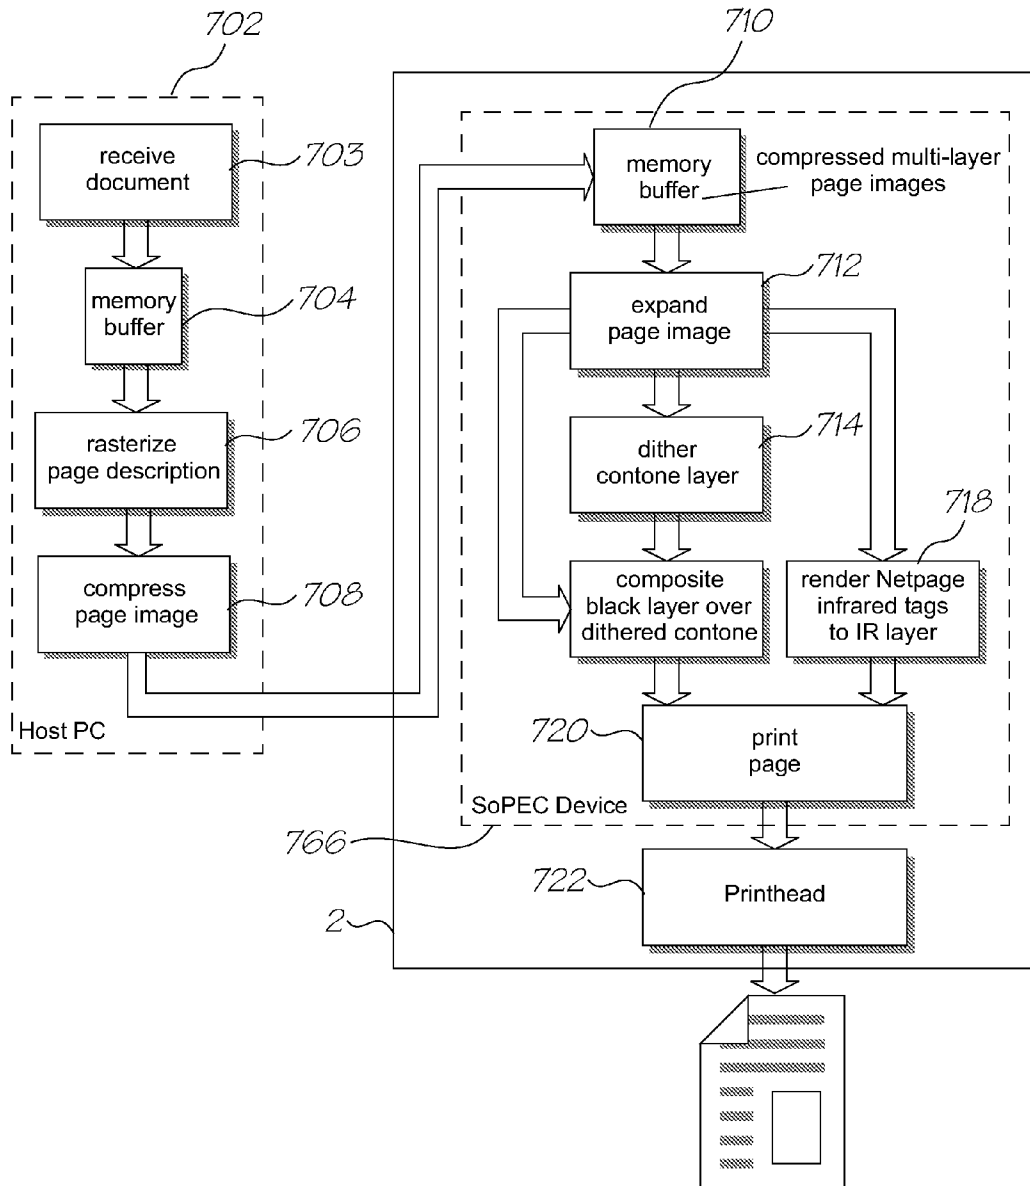 702
receive
document
703
memory
buffer
704
rasterize
page description
706
compress
page image
708
Host PC
710
memory
buffer
compressed multi-layer
page images
expand
page image
712
dither
contone layer
714
composite
black layer over
dithered contone
718
render Netpage
infrared tags
to IR layer
720
print
page
SoPEC Device
766
722
Printhead
2